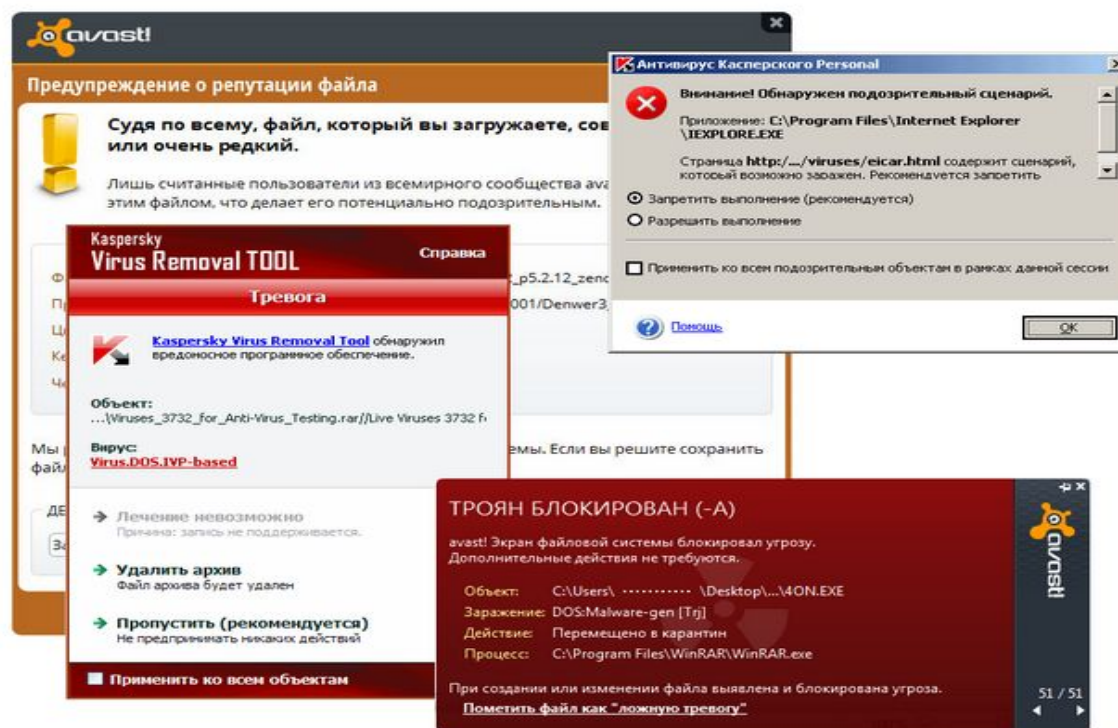 avast!
Предупреждение о репутации файла
Судя по всему, файл, который вы загружаете,
или очень редкий.
Лишь считанные пользователи из всемирного сообщества
этим файлом, что делает его потенциально подозрительным.
_p5.2.12_zend
001/Denwer3_
Мы
Если вы решите сохранить
Антивирус Касперского Personal
Внимание! Обнаружен подозрительный сценарий.
Приложение: C:\Program Files\Internet Explorer
\IEXPLORE.EXE
Страница http:/.../viruses/eicar.html содержит сценарий,
который возможно заражен. Рекомендуется запретить
Запретить выполнение (рекомендуется)
Разрешить выполнение
Применить ко всем подозрительным объектам в рамках данной сессии
Помощь
OK
Kaspersky
Virus Removal TOOL
Справка
Тревога
Kaspersky Virus Removal Tool обнаружил
вредоносное программное обеспечение.
Объект:
...\Viruses_3732_for_Anti-Virus_Testing.rar//Live Viruses 3732 f
Вирус:
Virus.DOS.IVP-based
Лечение невозможно
Причина: запись не поддерживается.
Удалить архив
Файл архива будет удален
Пропустить (рекомендуется)
Не предпринимать никаких действий
Применить ко всем объектам
ТРОЯН БЛОКИРОВАН (-A)
avast! Экран файловой системы блокировал угрозу.
Дополнительные действия не требуются.
Объект: C:\Users\ ··········· \Desktop\...\4ON.EXE
Заражение: DOS:Malware-gen [Trj]
Действие: Перемещено в карантин
Процесс: C:\Program Files\WinRAR\WinRAR.exe
При создании или изменении файла выявлена и блокирована угроза.
Пометить файл как "ложную тревогу"
avast!
51 / 51